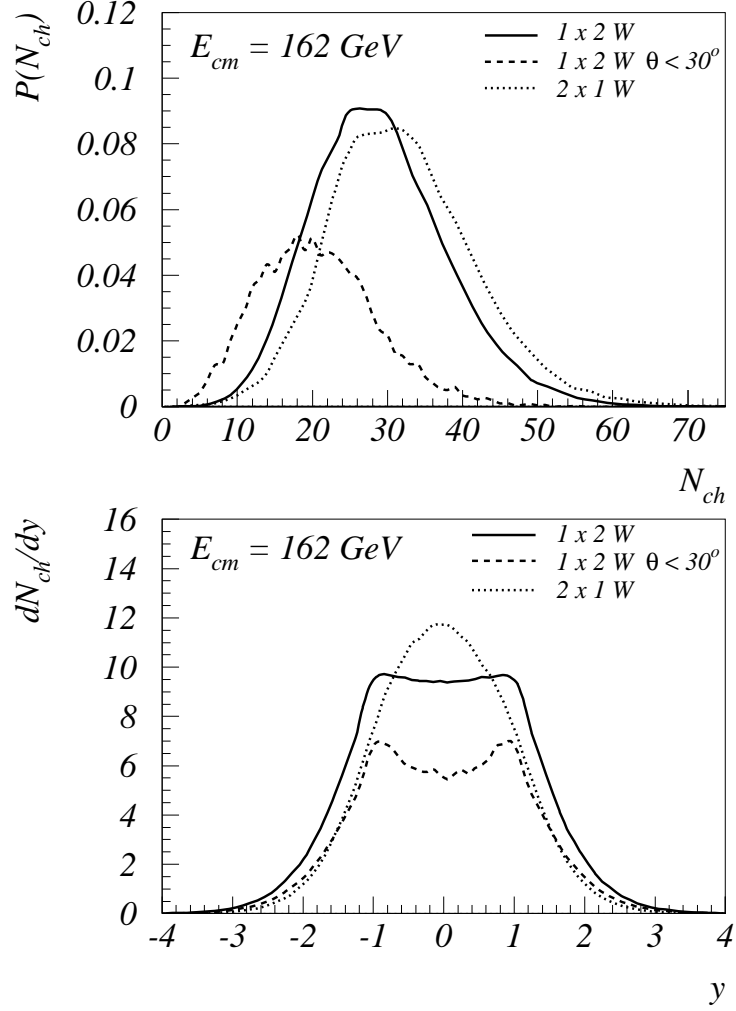 P(N_ch)
0.12
0.1
0.08
0.06
0.04
0.02
0
E_cm = 162 GeV
1 x 2 W
1 x 2 W θ < 30°
2 x 1 W
0 10 20 30 40 50 60 70
N_ch
dN_ch/dy
16
14
12
10
8
6
4
2
0
E_cm = 162 GeV
1 x 2 W
1 x 2 W θ < 30°
2 x 1 W
-4 -3 -2 -1 0 1 2 3 4
y